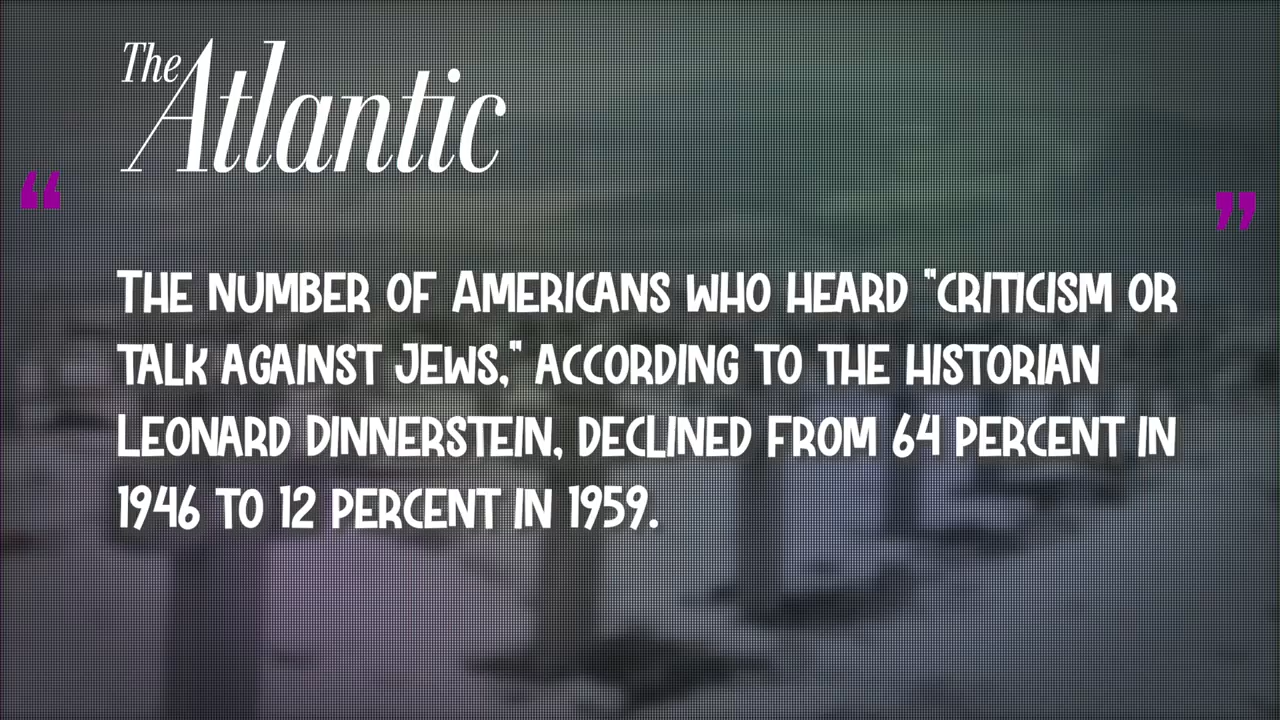 The Atlantic
“ ”
The number of Americans who heard "criticism or
talk against Jews," according to the historian
Leonard Dinnerstein, declined from 64 percent in
1946 to 12 percent in 1959.